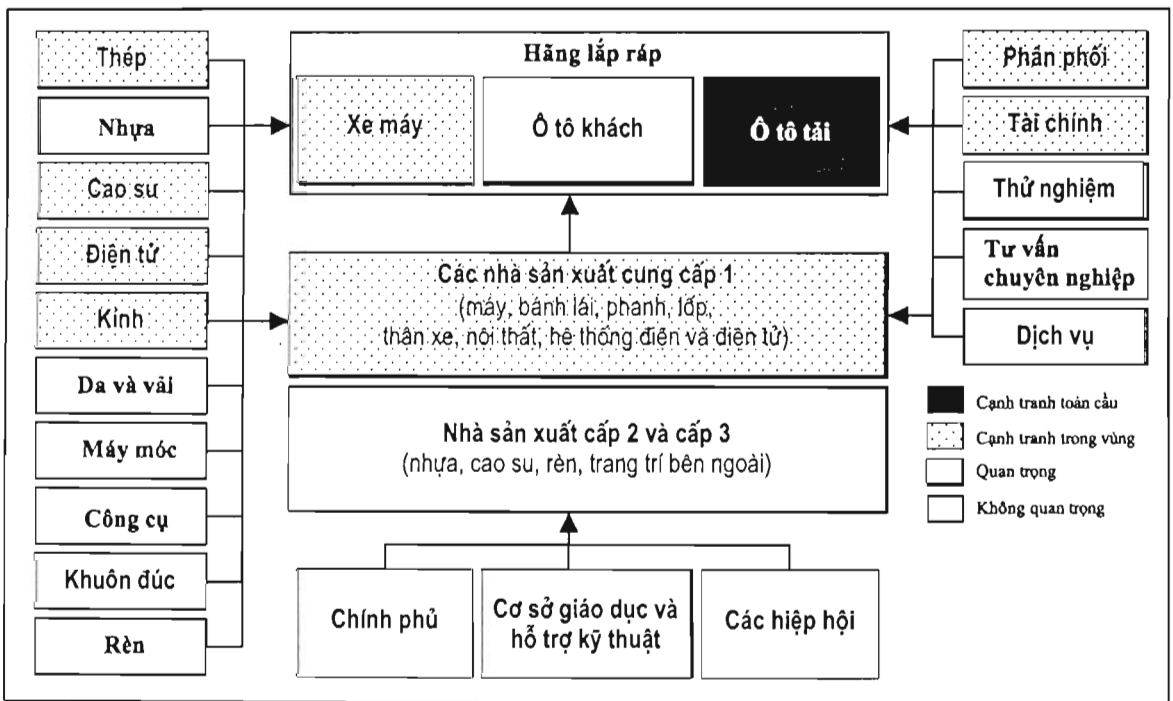 Thép
Nhựa
Cao su
Điện tử
Kính
Da và vải
Máy móc
Công cụ
Khuôn đúc
Rèn
Hãng lắp ráp
Xe máy
Ô tô khách
Ô tô tải
Các nhà sản xuất cung cấp 1
(máy, bánh lái, phanh, lốp,
thân xe, nội thất, hệ thống điện và điện tử)
Nhà sản xuất cấp 2 và cấp 3
(nhựa, cao su, rèn, trang trí bên ngoài)
Chính phủ
Cơ sở giáo dục và
hỗ trợ kỹ thuật
Các hiệp hội
Phân phối
Tài chính
Thử nghiệm
Tư vấn
chuyên nghiệp
Dịch vụ
Cạnh tranh toàn cầu
Cạnh tranh trong vùng
Quan trọng
Không quan trọng